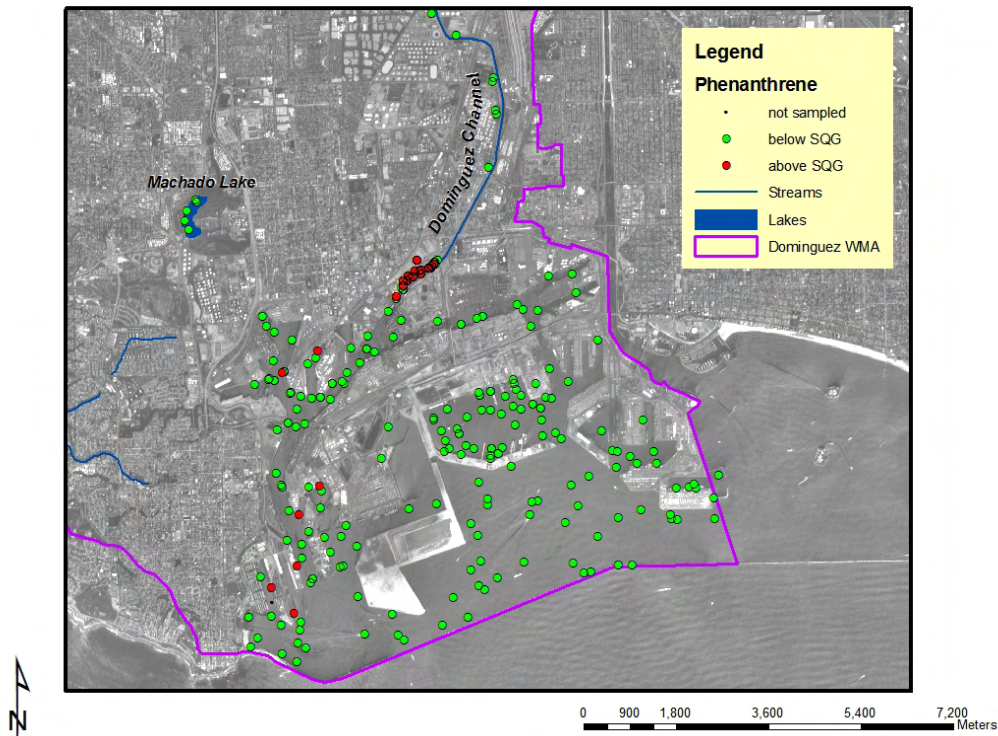 Legend
Phenanthrene
not sampled
below SQG
above SQG
Streams
Lakes
Dominguez WMA
Dominguez Channel
Machado Lake
N
0 900 1,800 3,600 5,400 7,200
Meters